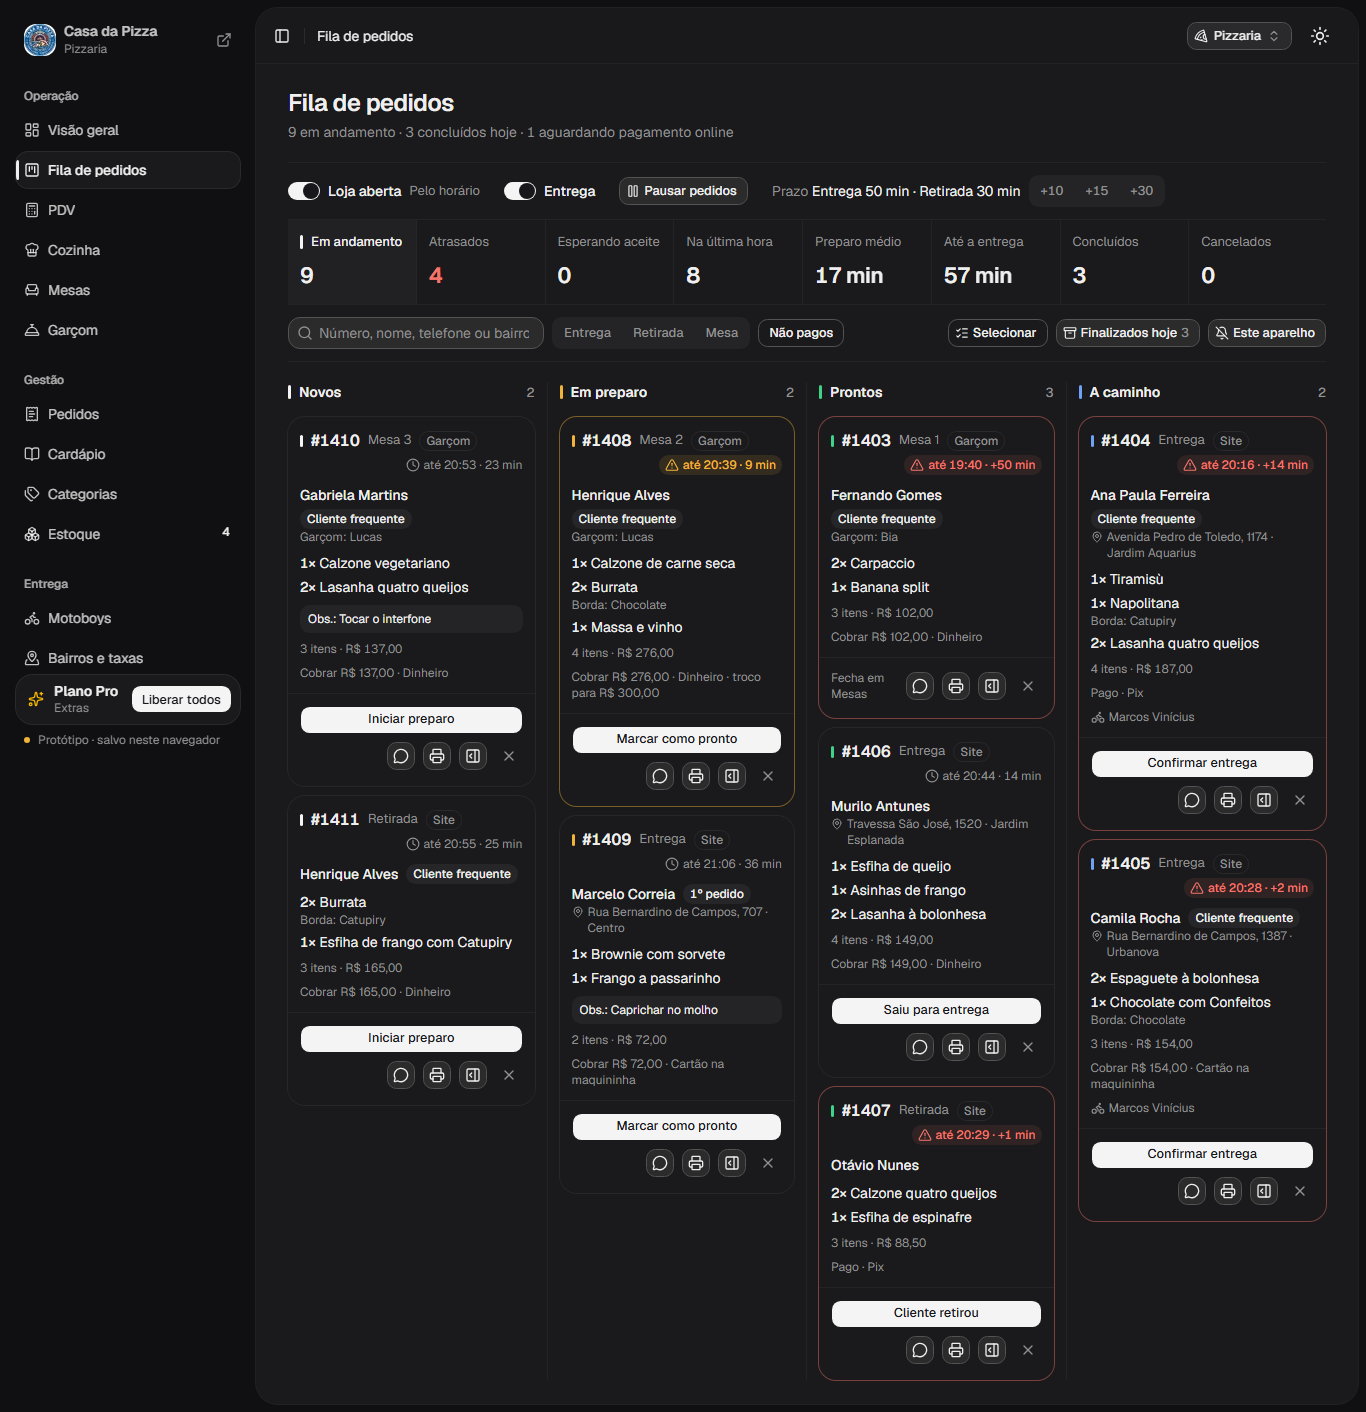 Casa da Pizza
Pizzaria
Operação
Visão geral
Fila de pedidos
PDV
Cozinha
Mesas
Garçom
Gestão
Pedidos
Cardápio
Categorias
Estoque 4
Entrega
Motoboys
Bairros e taxas
Plano Pro
Extras
Liberar todos
Protótipo · salvo neste navegador
Fila de pedidos
Pizzaria
Fila de pedidos
9 em andamento · 3 concluídos hoje · 1 aguardando pagamento online
Loja aberta Pelo horário Entrega Pausar pedidos Prazo Entrega 50 min · Retirada 30 min +10 +15 +30
Em andamento
9
Atrasados
4
Esperando aceite
0
Na última hora
8
Preparo médio
17 min
Até a entrega
57 min
Concluídos
3
Cancelados
0
Número, nome, telefone ou bairro Entrega Retirada Mesa Não pagos Selecionar Finalizados hoje 3 Este aparelho
Novos 2
#1410 Mesa 3 Garçom
até 20:53 · 23 min
Gabriela Martins
Cliente frequente
Garçom: Lucas
1× Calzone vegetariano
2× Lasanha quatro queijos
Obs.: Tocar o interfone
3 itens · R$ 137,00
Cobrar R$ 137,00 · Dinheiro
Iniciar preparo
#1411 Retirada Site
até 20:55 · 25 min
Henrique Alves Cliente frequente
2× Burrata
Borda: Catupiry
1× Esfiha de frango com Catupiry
3 itens · R$ 165,00
Cobrar R$ 165,00 · Dinheiro
Iniciar preparo
Em preparo 2
#1408 Mesa 2 Garçom
até 20:39 · 9 min
Henrique Alves
Cliente frequente
Garçom: Lucas
1× Calzone de carne seca
2× Burrata
Borda: Chocolate
1× Massa e vinho
4 itens · R$ 276,00
Cobrar R$ 276,00 · Dinheiro · troco
para R$ 300,00
Marcar como pronto
#1409 Entrega Site
até 21:06 · 36 min
Marcelo Correia 1º pedido
Rua Bernardino de Campos, 707 ·
Centro
1× Brownie com sorvete
1× Frango a passarinho
Obs.: Caprichar no molho
2 itens · R$ 72,00
Cobrar R$ 72,00 · Cartão na
maquininha
Marcar como pronto
Prontos 3
#1403 Mesa 1 Garçom
até 19:40 · +50 min
Fernando Gomes
Cliente frequente
Garçom: Bia
2× Carpaccio
1× Banana split
3 itens · R$ 102,00
Cobrar R$ 102,00 · Dinheiro
Fecha em
Mesas
#1406 Entrega Site
até 20:44 · 14 min
Murilo Antunes
Travessa São José, 1520 · Jardim
Esplanada
1× Esfiha de queijo
1× Asinhas de frango
2× Lasanha à bolonhesa
4 itens · R$ 149,00
Cobrar R$ 149,00 · Dinheiro
Saiu para entrega
#1407 Retirada Site
até 20:29 · +1 min
Otávio Nunes
2× Calzone quatro queijos
1× Esfiha de espinafre
3 itens · R$ 88,50
Pago · Pix
Cliente retirou
A caminho 2
#1404 Entrega Site
até 20:16 · +14 min
Ana Paula Ferreira
Cliente frequente
Avenida Pedro de Toledo, 1174 ·
Jardim Aquarius
1× Tiramisù
1× Napolitana
Borda: Catupiry
2× Lasanha quatro queijos
4 itens · R$ 187,00
Pago · Pix
Marcos Vinícius
Confirmar entrega
#1405 Entrega Site
até 20:28 · +2 min
Camila Rocha Cliente frequente
Rua Bernardino de Campos, 1387 ·
Urbanova
2× Espaguete à bolonhesa
1× Chocolate com Confeitos
Borda: Chocolate
3 itens · R$ 154,00
Cobrar R$ 154,00 · Cartão na
maquininha
Marcos Vinícius
Confirmar entrega